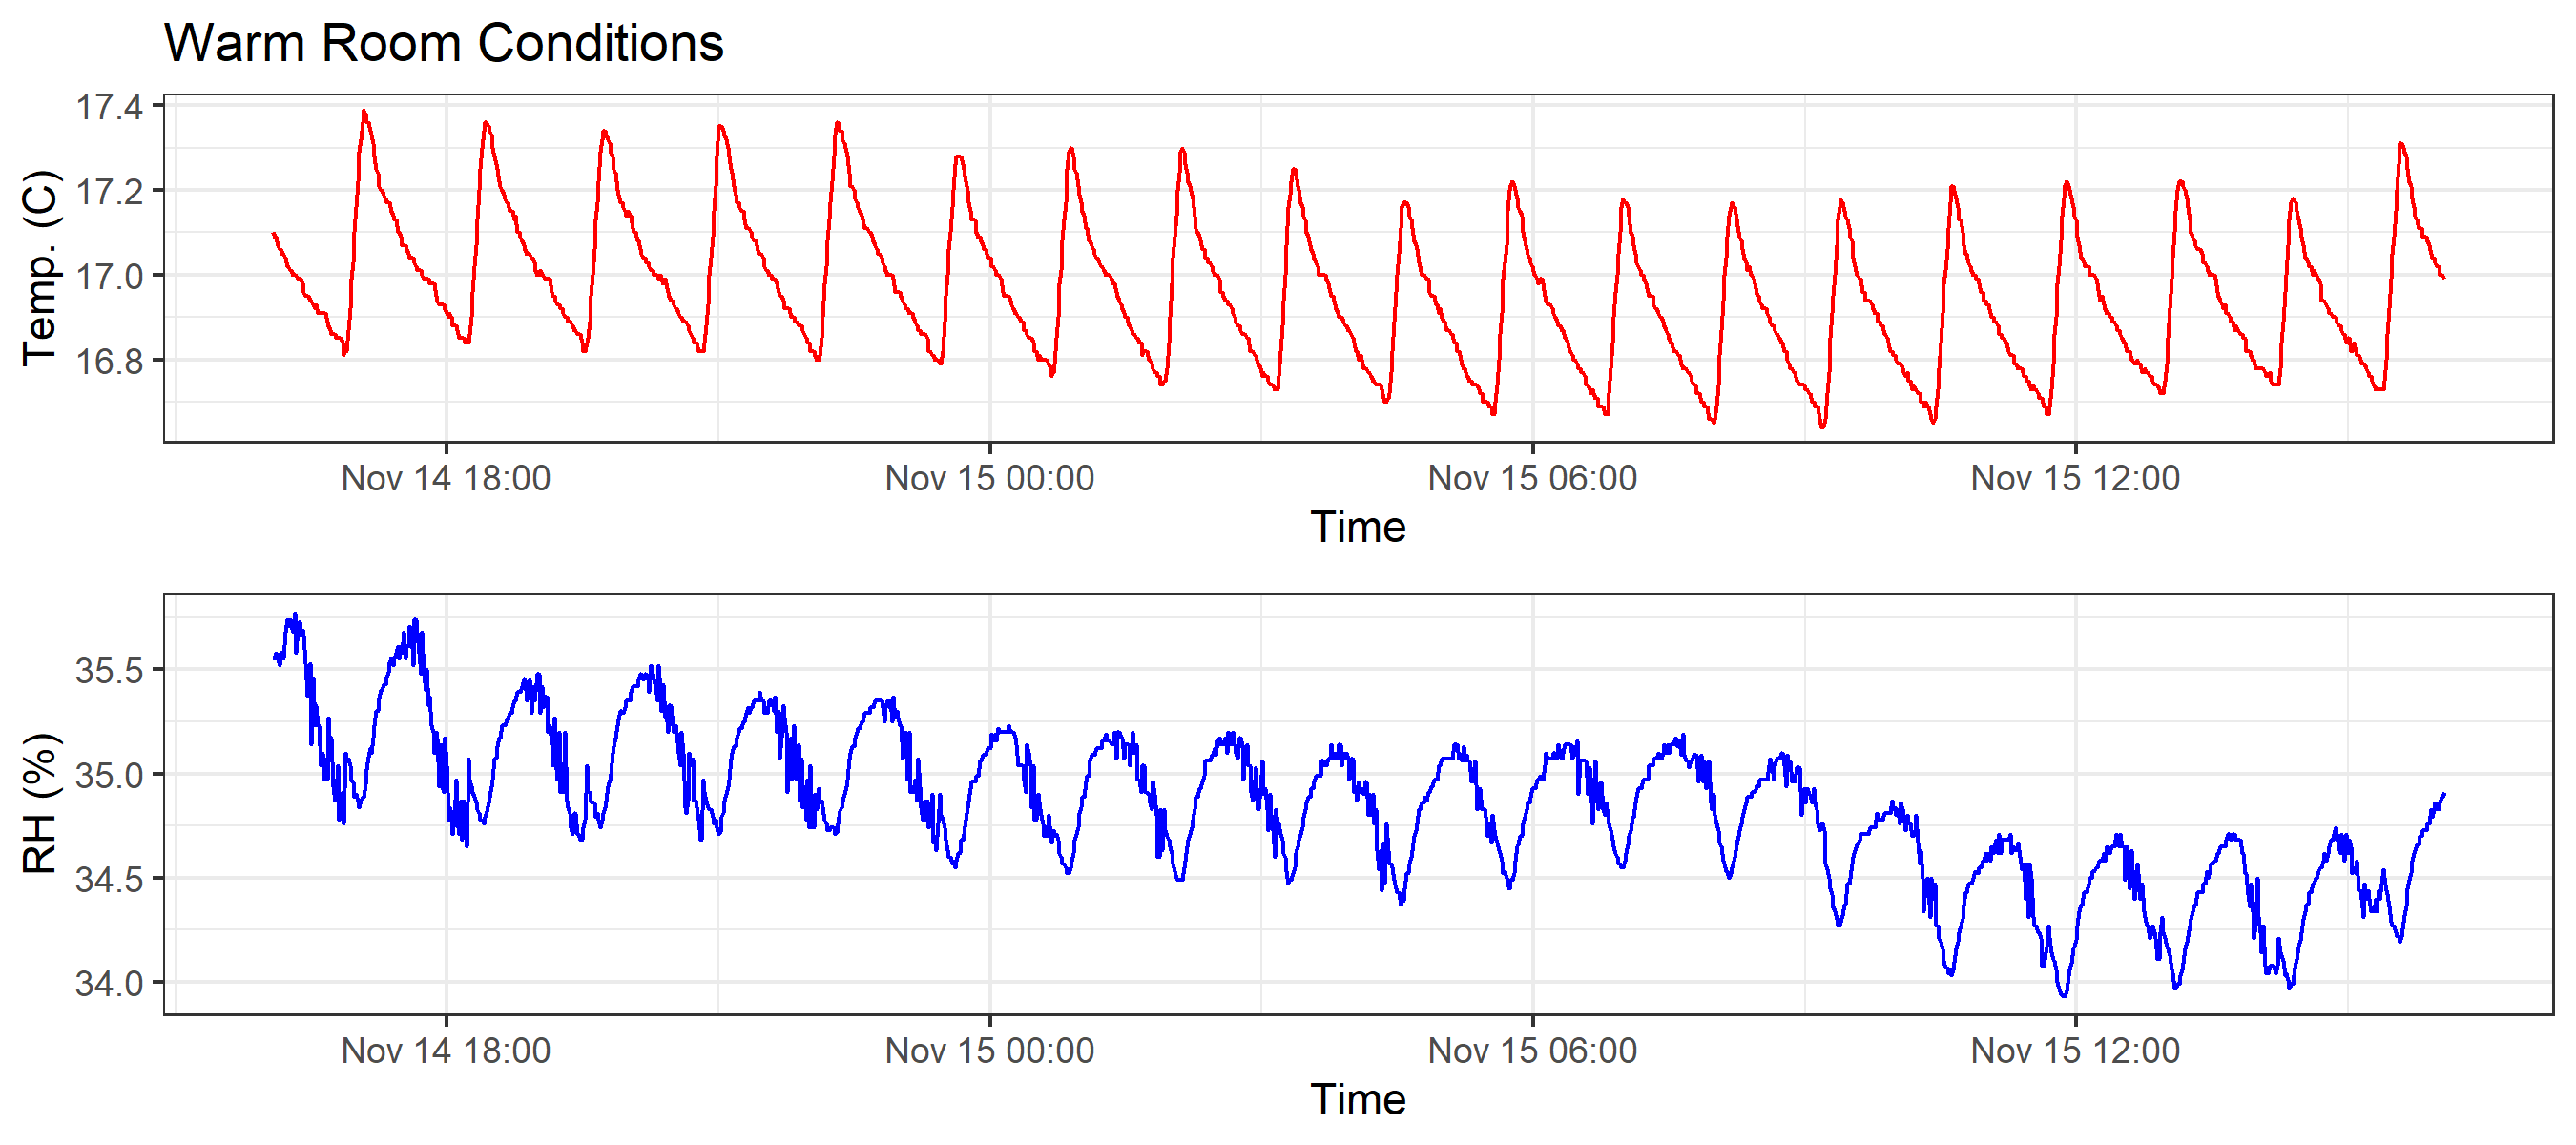 Warm Room Conditions
Temp. (C)
17.4
17.2
17.0
16.8
Nov 14 18:00 Nov 15 00:00 Nov 15 06:00 Nov 15 12:00
Time
RH (%)
35.5
35.0
34.5
34.0
Nov 14 18:00 Nov 15 00:00 Nov 15 06:00 Nov 15 12:00
Time